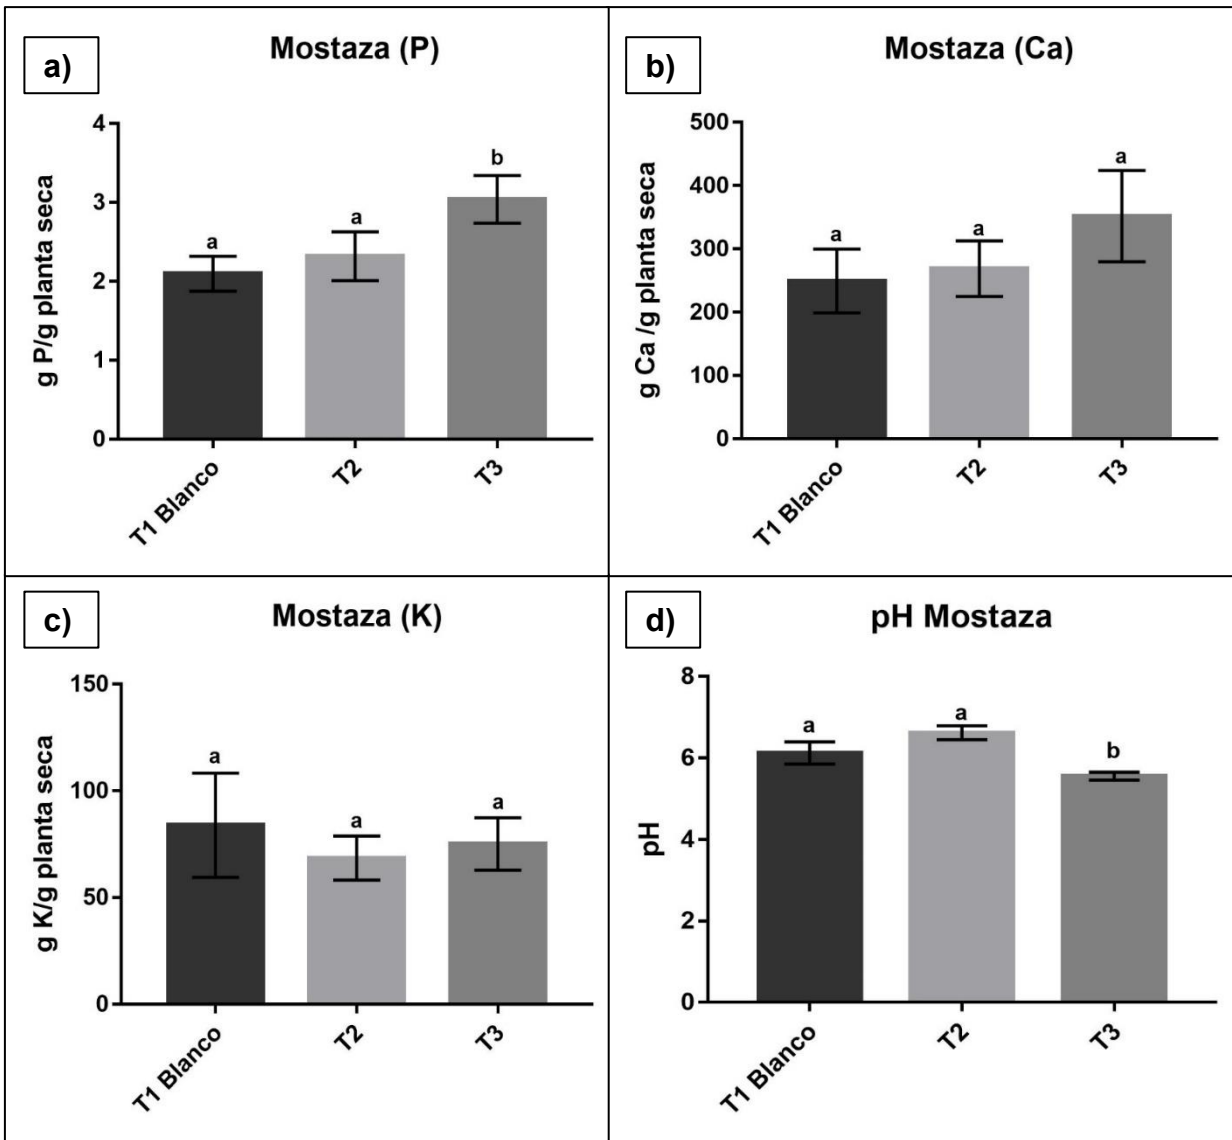 a)
Mostaza (P)
g P/g planta seca
4
3
2
1
0
a
a
b
T1 Blanco
T2
T3
b)
Mostaza (Ca)
g Ca /g planta seca
500
400
300
200
100
0
a
a
a
T1 Blanco
T2
T3
c)
Mostaza (K)
g K/g planta seca
150
100
50
0
a
a
a
T1 Blanco
T2
T3
d)
pH Mostaza
pH
8
6
4
2
0
a
a
b
T1 Blanco
T2
T3